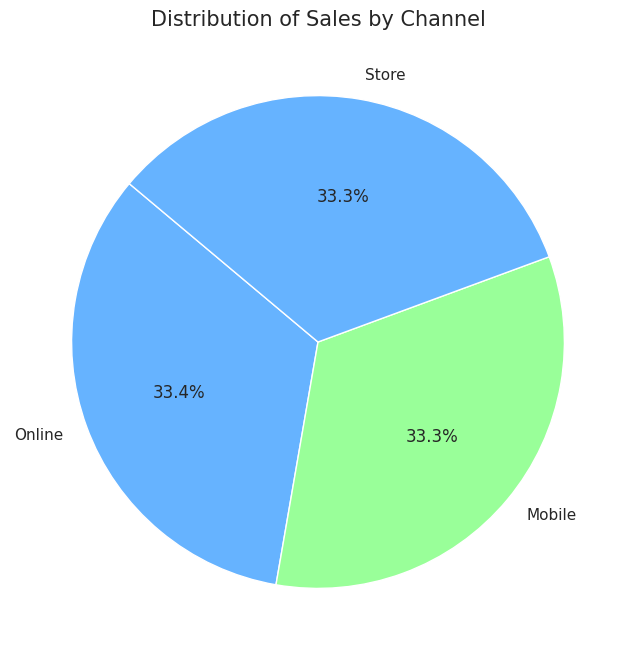 Distribution of Sales by Channel
Store
33.3%
33.4%
Online
33.3%
Mobile